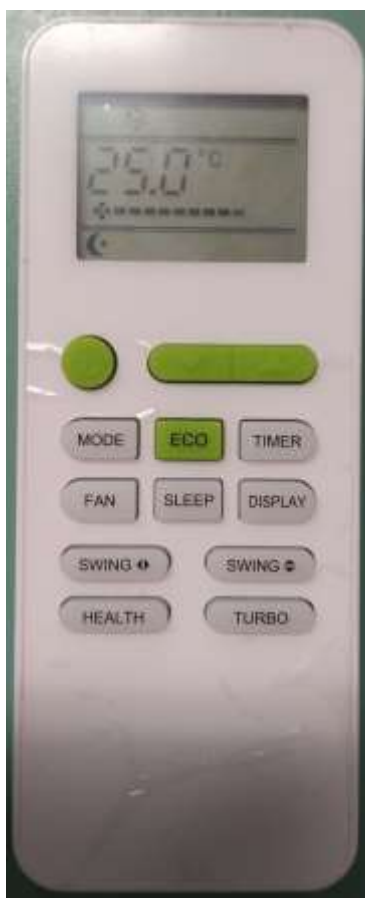 25.0°C
MODE ECO TIMER
FAN SLEEP DISPLAY
SWING SWING
HEALTH TURBO